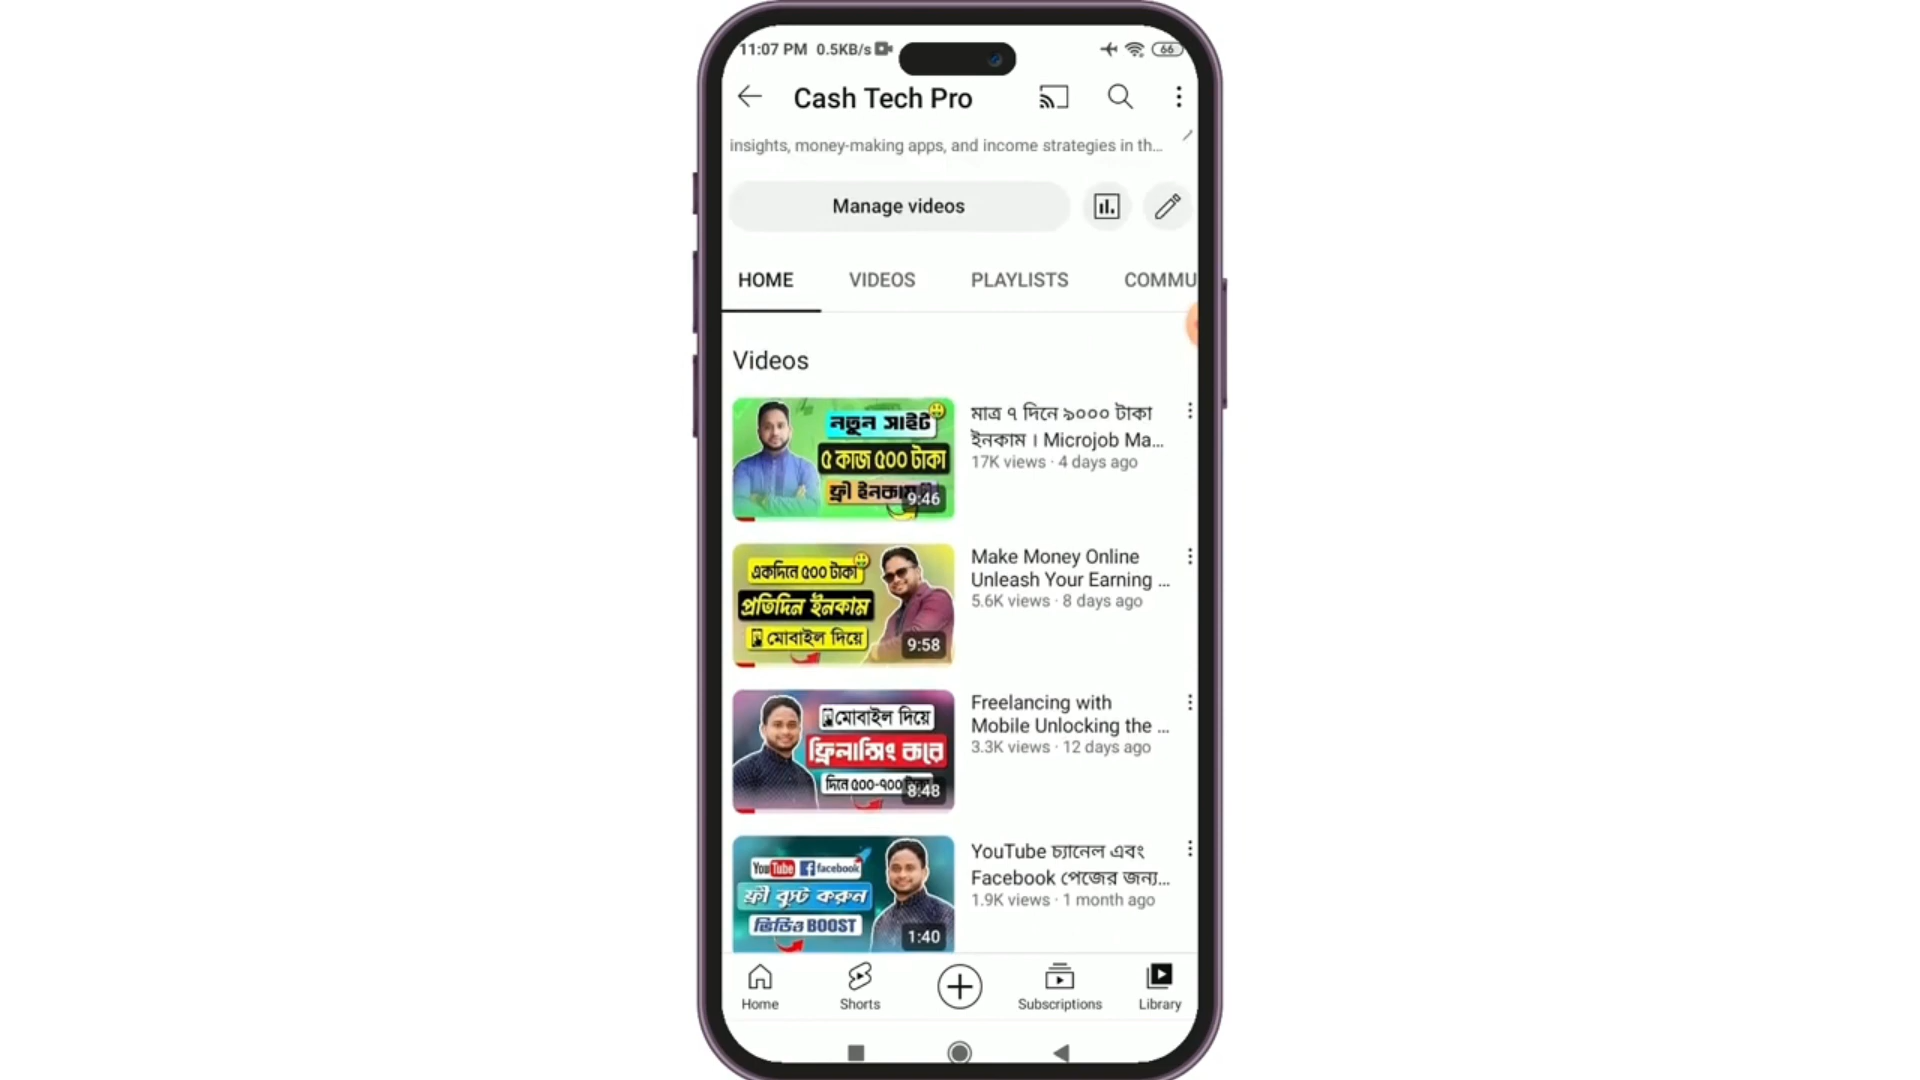 11:07 PM 0.5KB/s 66
Cash Tech Pro
insights, money-making apps, and income strategies in th...
Manage videos
HOME VIDEOS PLAYLISTS COMMU
Videos
নতুন সাইট
৫ কাজ ৫০০ টাকা
ফ্রী ইনকাম
9:46
মাত্র ৭ দিনে ৯০০০ টাকা
ইনকাম । Microjob Ma...
17K views · 4 days ago
একদিনে ৫০০ টাকা
প্রতিদিন ইনকাম
মোবাইল দিয়ে
9:58
Make Money Online
Unleash Your Earning ...
5.6K views · 8 days ago
মোবাইল দিয়ে
ফ্রিলান্সিং করে
দিনে ৫০০-৭০০ টাকা
8:48
Freelancing with
Mobile Unlocking the ...
3.3K views · 12 days ago
YouTube facebook
ফ্রী বুস্ট করুন
ভিডিও BOOST
1:40
YouTube চ্যানেল এবং
Facebook পেজের জন্য...
1.9K views · 1 month ago
Home Shorts Subscriptions Library